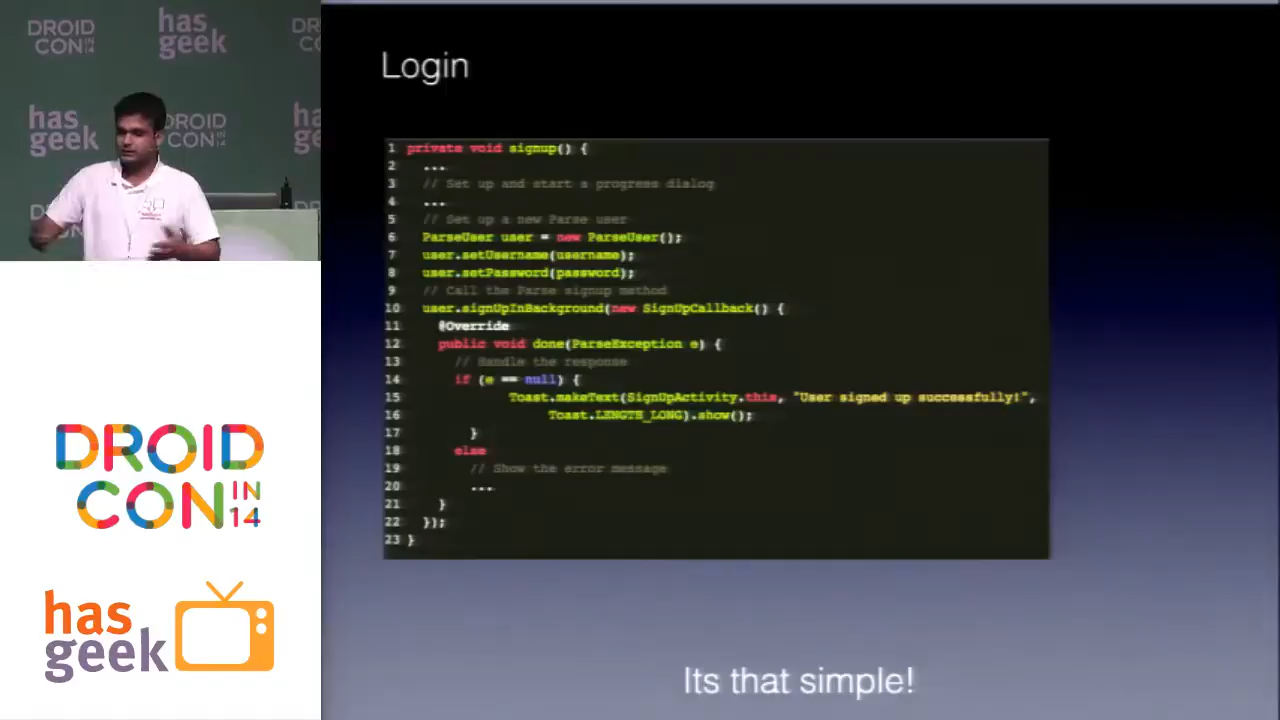 DROID
CON IN 14
has
geek
DROID
has
geek
DROID
CON IN 14
has
Login
1 private void signup() {
2 ...
3 // Set up and start a progress dialog
4 ...
5 // Set up a new Parse user
6 ParseUser user = new ParseUser();
7 user.setUsername(username);
8 user.setPassword(password);
9 // Call the Parse signup method
10 user.signUpInBackground(new SignUpCallback() {
11 @Override
12 public void done(ParseException e) {
13 // Handle the response
14 if (e == null) {
15 Toast.makeText(SignUpActivity.this, "User signed up successfully!",
16 Toast.LENGTH_LONG).show();
17 }
18 else
19 // Show the error message
20 ...
21 }
22 });
23 }
DROID
CON IN 14
has
geek
Its that simple!